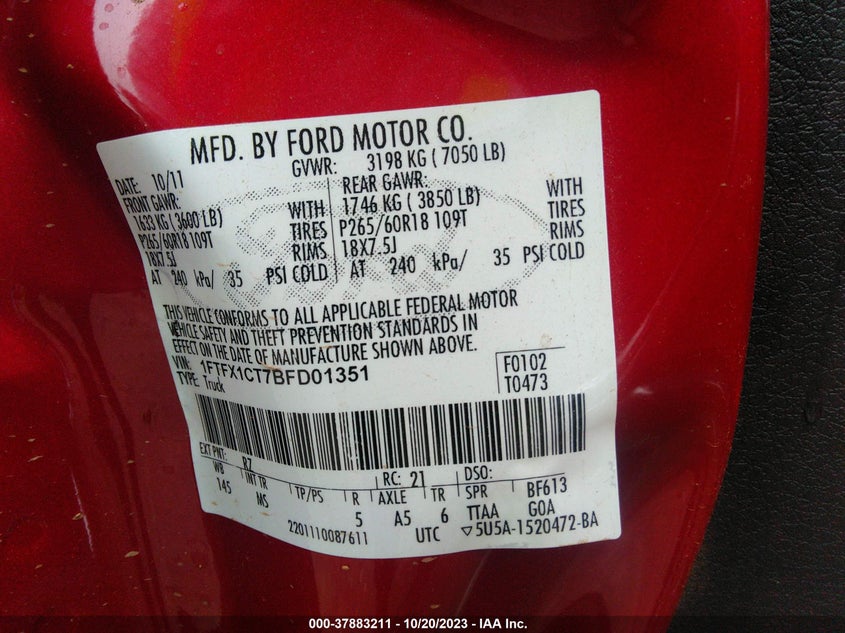 MFD. BY FORD MOTOR CO.
DATE: 10/11 GVWR: 3198 KG ( 7050 LB)
FRONT GAWR: REAR GAWR:
1633 KG ( 3600 LB) WITH 1746 KG ( 3850 LB) WITH
P265/60R18 109T TIRES P265/60R18 109T TIRES
18X7.5J RIMS 18X7.5J RIMS
AT 240 kPa/ 35 PSI COLD AT 240 kPa/ 35 PSI COLD
THIS VEHICLE CONFORMS TO ALL APPLICABLE FEDERAL MOTOR
VEHICLE SAFETY AND THEFT PREVENTION STANDARDS IN
EFFECT ON THE DATE OF MANUFACTURE SHOWN ABOVE.
VIN: 1FTFX1CT7BFD01351 F0102
TYPE: Truck T0473
EXT PNT: RZ RC: 21 DSO:
WB INT TR TP/PS R AXLE TR SPR BF613
145 MS 5 A5 6 TTAA GOA
2201110087611 UTC ▽5U5A-1520472-BA
000-37883211 - 10/20/2023 - IAA Inc.